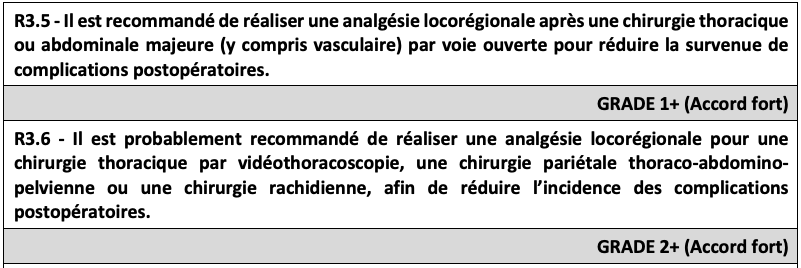 R3.5 - Il est recommandé de réaliser une analgésie locorégionale après une chirurgie thoracique
ou abdominale majeure (y compris vasculaire) par voie ouverte pour réduire la survenue de
complications postopératoires.
GRADE 1+ (Accord fort)
R3.6 - Il est probablement recommandé de réaliser une analgésie locorégionale pour une
chirurgie thoracique par vidéothoracoscopie, une chirurgie pariétale thoraco-abdomino-
pelvienne ou une chirurgie rachidienne, afin de réduire l’incidence des complications
postopératoires.
GRADE 2+ (Accord fort)